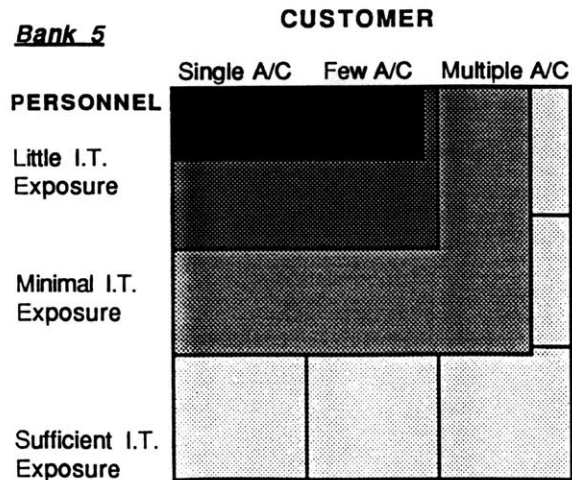 Bank 5
CUSTOMER
Single A/C Few A/C Multiple A/C
PERSONNEL
Little I.T.
Exposure
Minimal I.T.
Exposure
Sufficient I.T.
Exposure